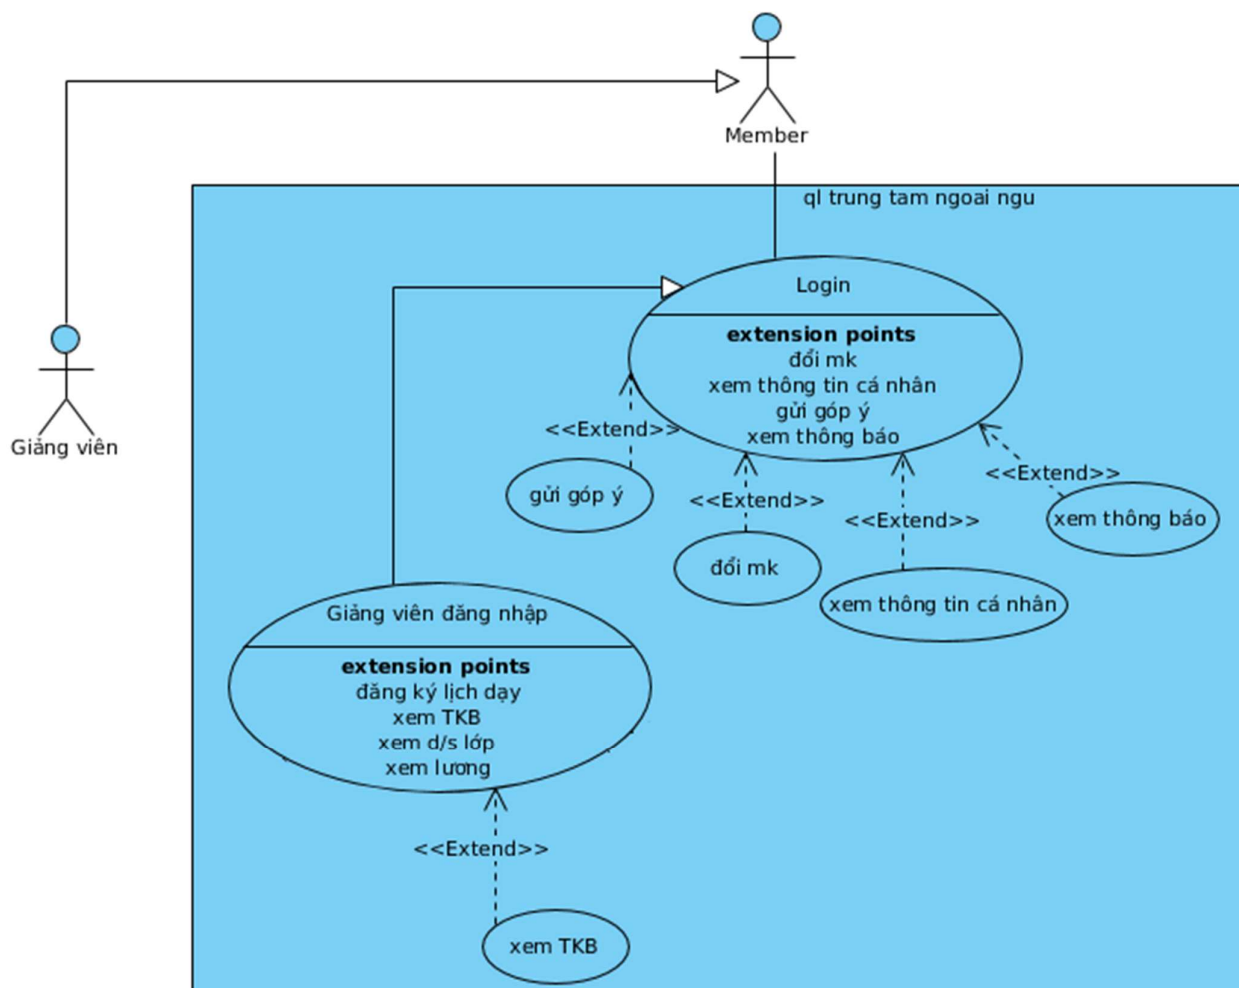 Member
ql trung tam ngoai ngu
Login
extension points
đổi mk
xem thông tin cá nhân
gửi góp ý
xem thông báo
Giảng viên
<<Extend>>
<<Extend>>
<<Extend>>
<<Extend>>
gửi góp ý
đổi mk
xem thông tin cá nhân
xem thông báo
Giảng viên đăng nhập
extension points
đăng ký lịch dạy
xem TKB
xem d/s lớp
xem lương
<<Extend>>
xem TKB